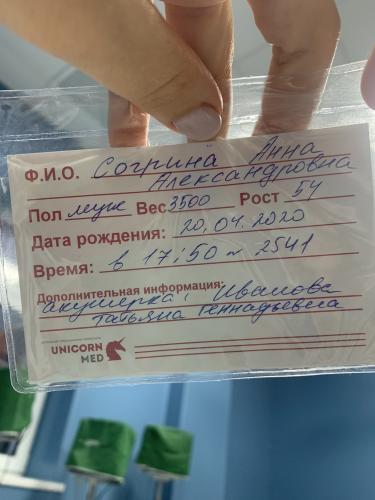 Ф.И.О. Согрина Анна
Александровна
Пол муж Вес 3500 Рост 54
Дата рождения: 20.04.2020
Время: в 17:50 ~ 2541
Дополнительная информация:
акушерка: Иванова
Татьяна Геннадьевна
UNICORN
MED